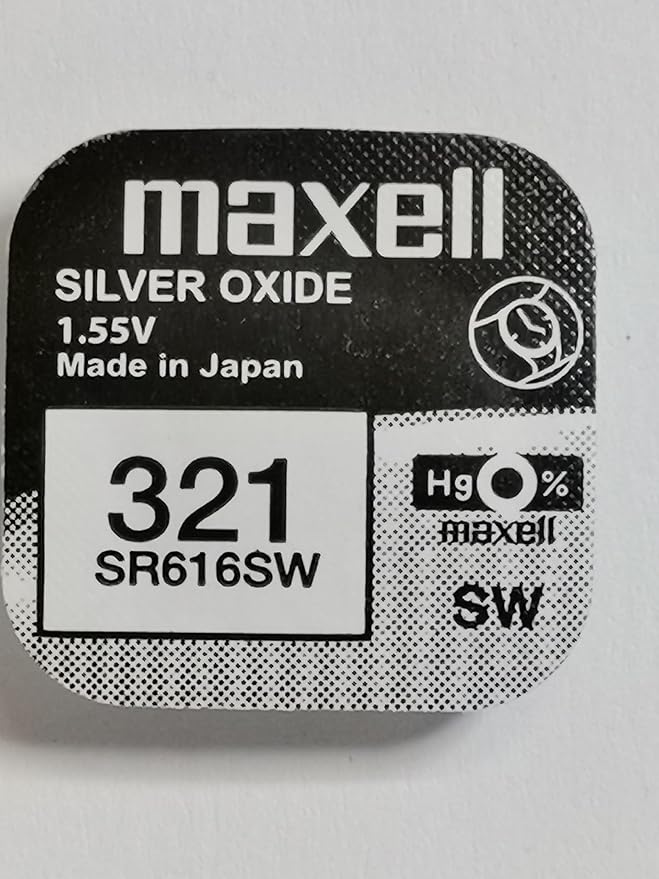 maxell
SILVER OXIDE
1.55V
Made in Japan
321
SR616SW
Hg0%
maxell
SW